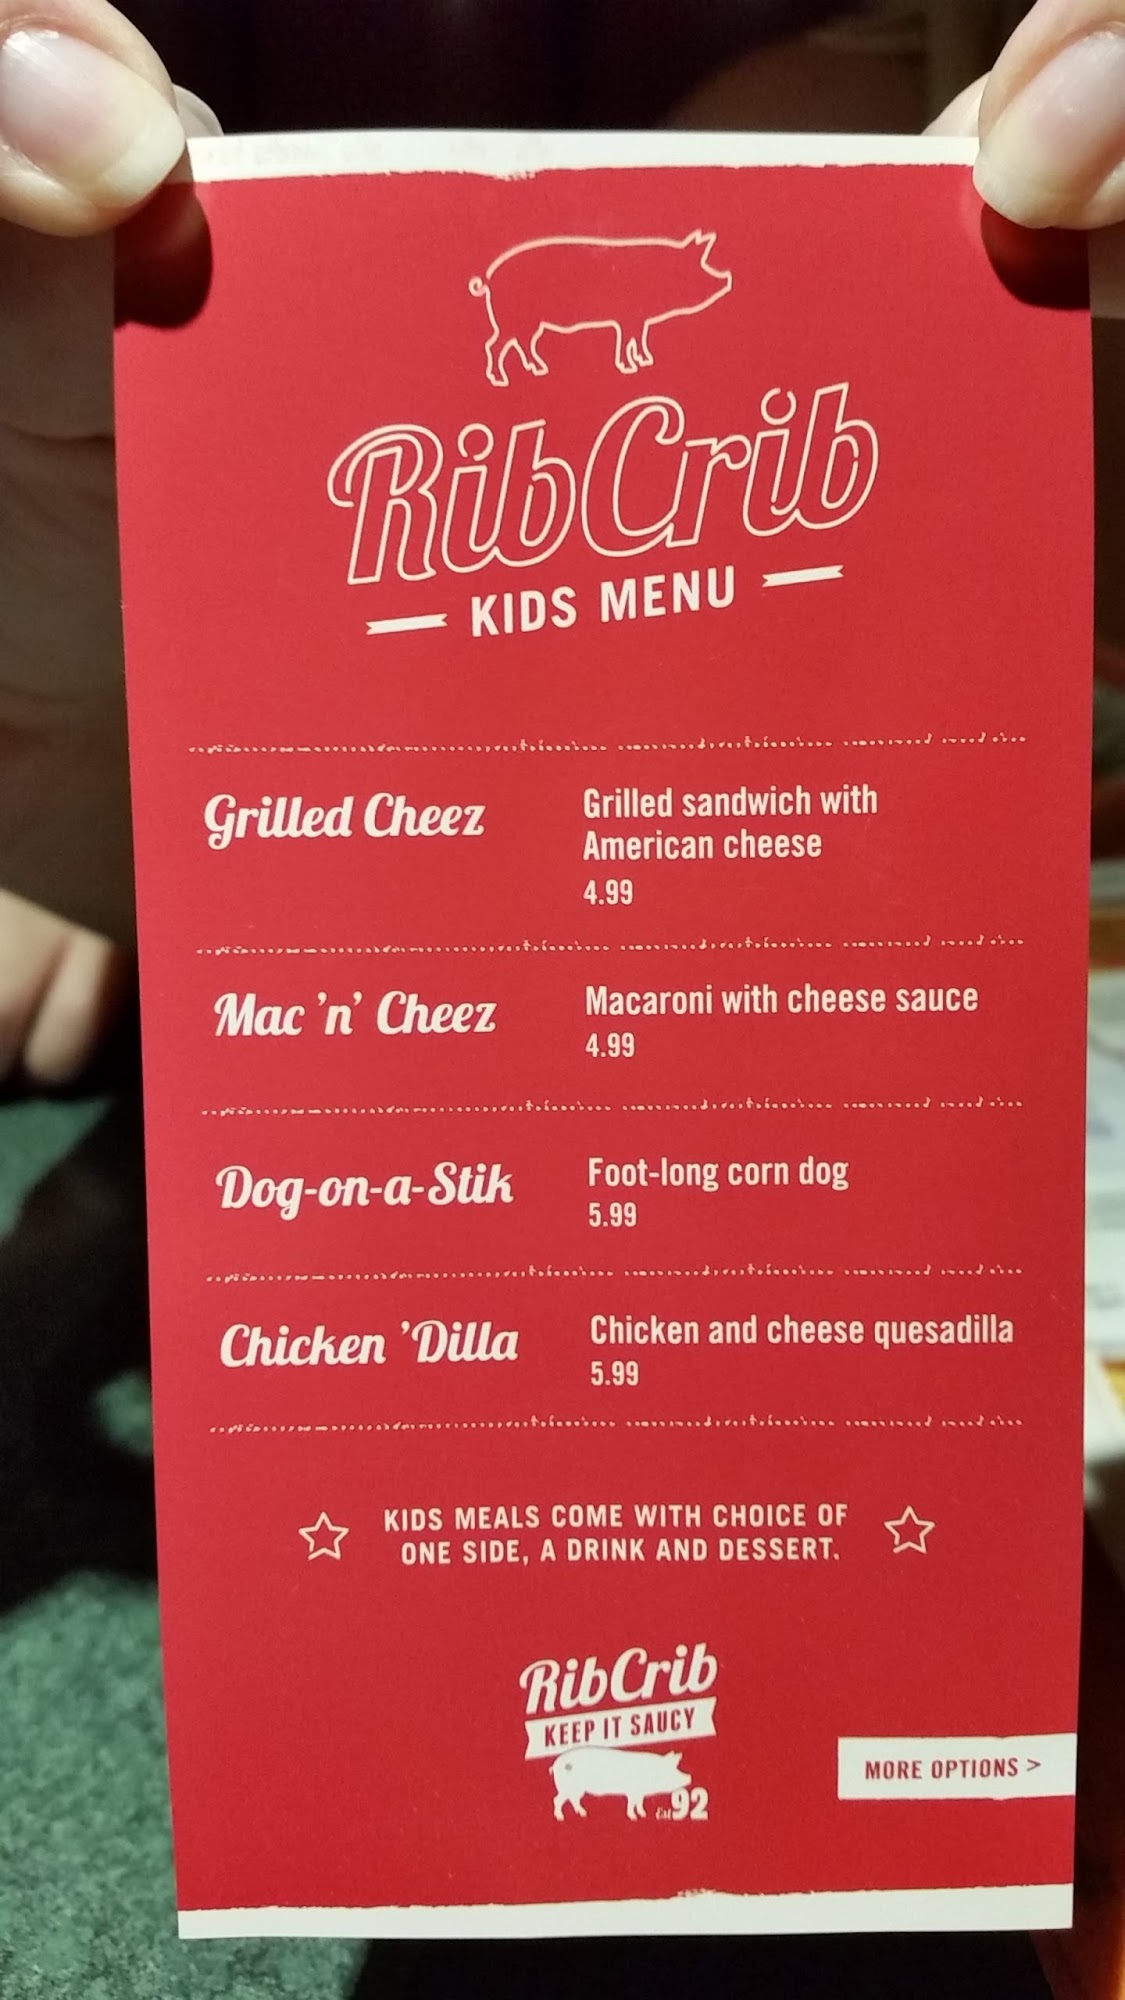 RibCrib
KIDS MENU
Grilled Cheez
Grilled sandwich with
American cheese
4.99
Mac 'n' Cheez
Macaroni with cheese sauce
4.99
Dog-on-a-Stik
Foot-long corn dog
5.99
Chicken 'Dilla
Chicken and cheese quesadilla
5.99
KIDS MEALS COME WITH CHOICE OF
ONE SIDE, A DRINK AND DESSERT.
RibCrib
KEEP IT SAUCY
Est 92
MORE OPTIONS >